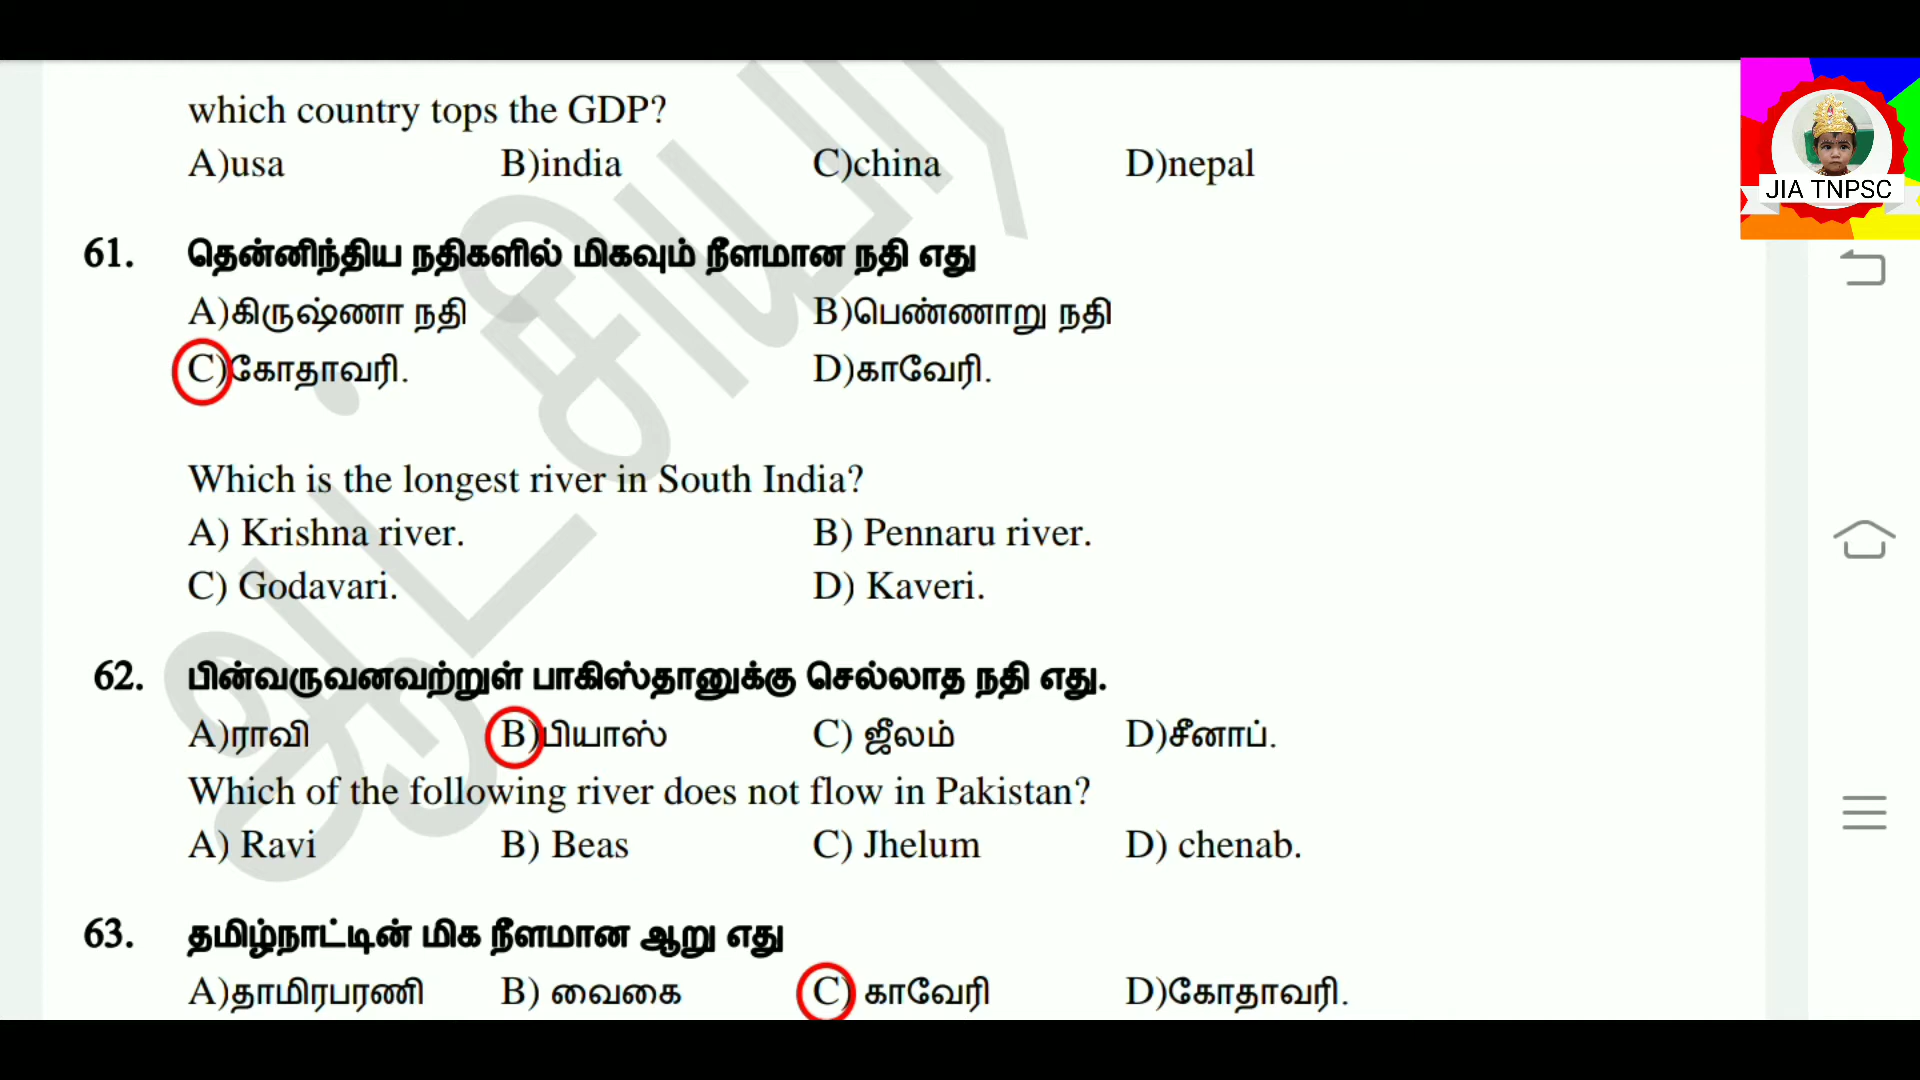 which country tops the GDP?
A)usa B)india C)china D)nepal
JIA TNPSC
61. தென்னிந்திய நதிகளில் மிகவும் நீளமான நதி எது
A)கிருஷ்ணா நதி B)பெண்ணாறு நதி
C)கோதாவரி. D)காவேரி.
Which is the longest river in South India?
A) Krishna river. B) Pennaru river.
C) Godavari. D) Kaveri.
62. பின்வருவனவற்றுள் பாகிஸ்தானுக்கு செல்லாத நதி எது.
A)ராவி B)பியாஸ் C) ஜீலம் D)சீனாப்.
Which of the following river does not flow in Pakistan?
A) Ravi B) Beas C) Jhelum D) chenab.
63. தமிழ்நாட்டின் மிக நீளமான ஆறு எது
A)தாமிரபரணி B) வைகை C) காவேரி D)கோதாவரி.